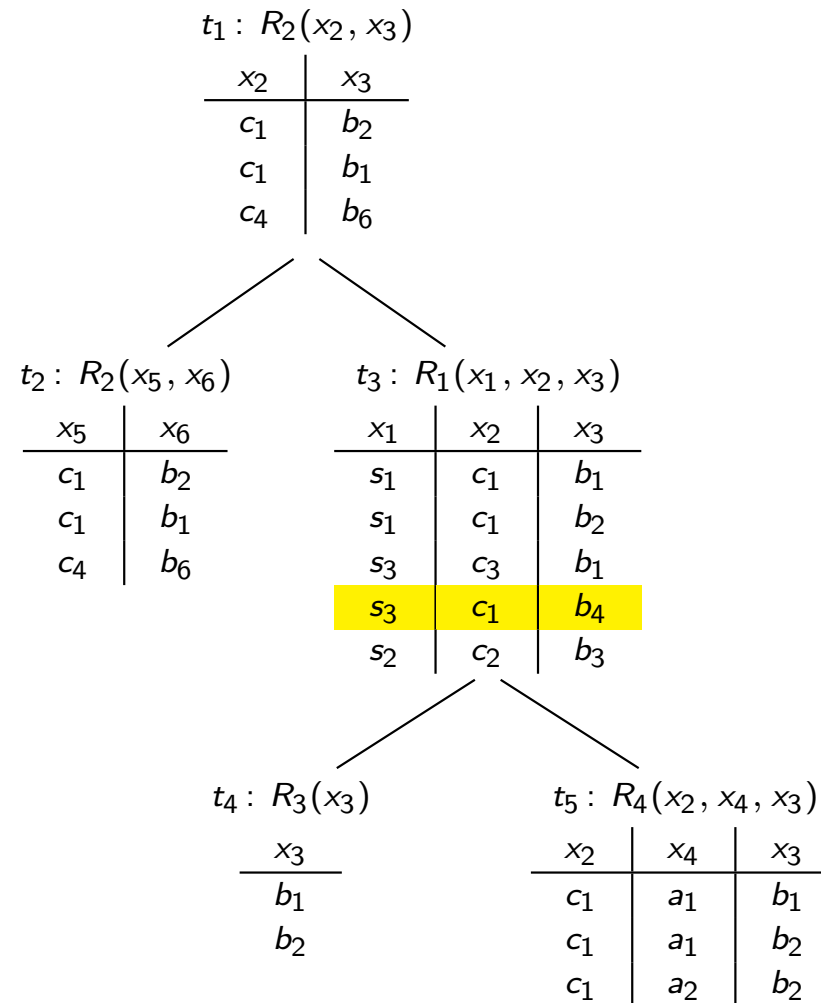 t₁ : R₂(x₂, x₃)
x₂ x₃
c₁ b₂
c₁ b₁
c₄ b₆
t₂ : R₂(x₅, x₆) t₃ : R₁(x₁, x₂, x₃)
x₅ x₆ x₁ x₂ x₃
c₁ b₂ s₁ c₁ b₁
c₁ b₁ s₁ c₁ b₂
c₄ b₆ s₃ c₃ b₁
s₃ c₁ b₄
s₂ c₂ b₃
t₄ : R₃(x₃) t₅ : R₄(x₂, x₄, x₃)
x₃ x₂ x₄ x₃
b₁ c₁ a₁ b₁
b₂ c₁ a₁ b₂
c₁ a₂ b₂